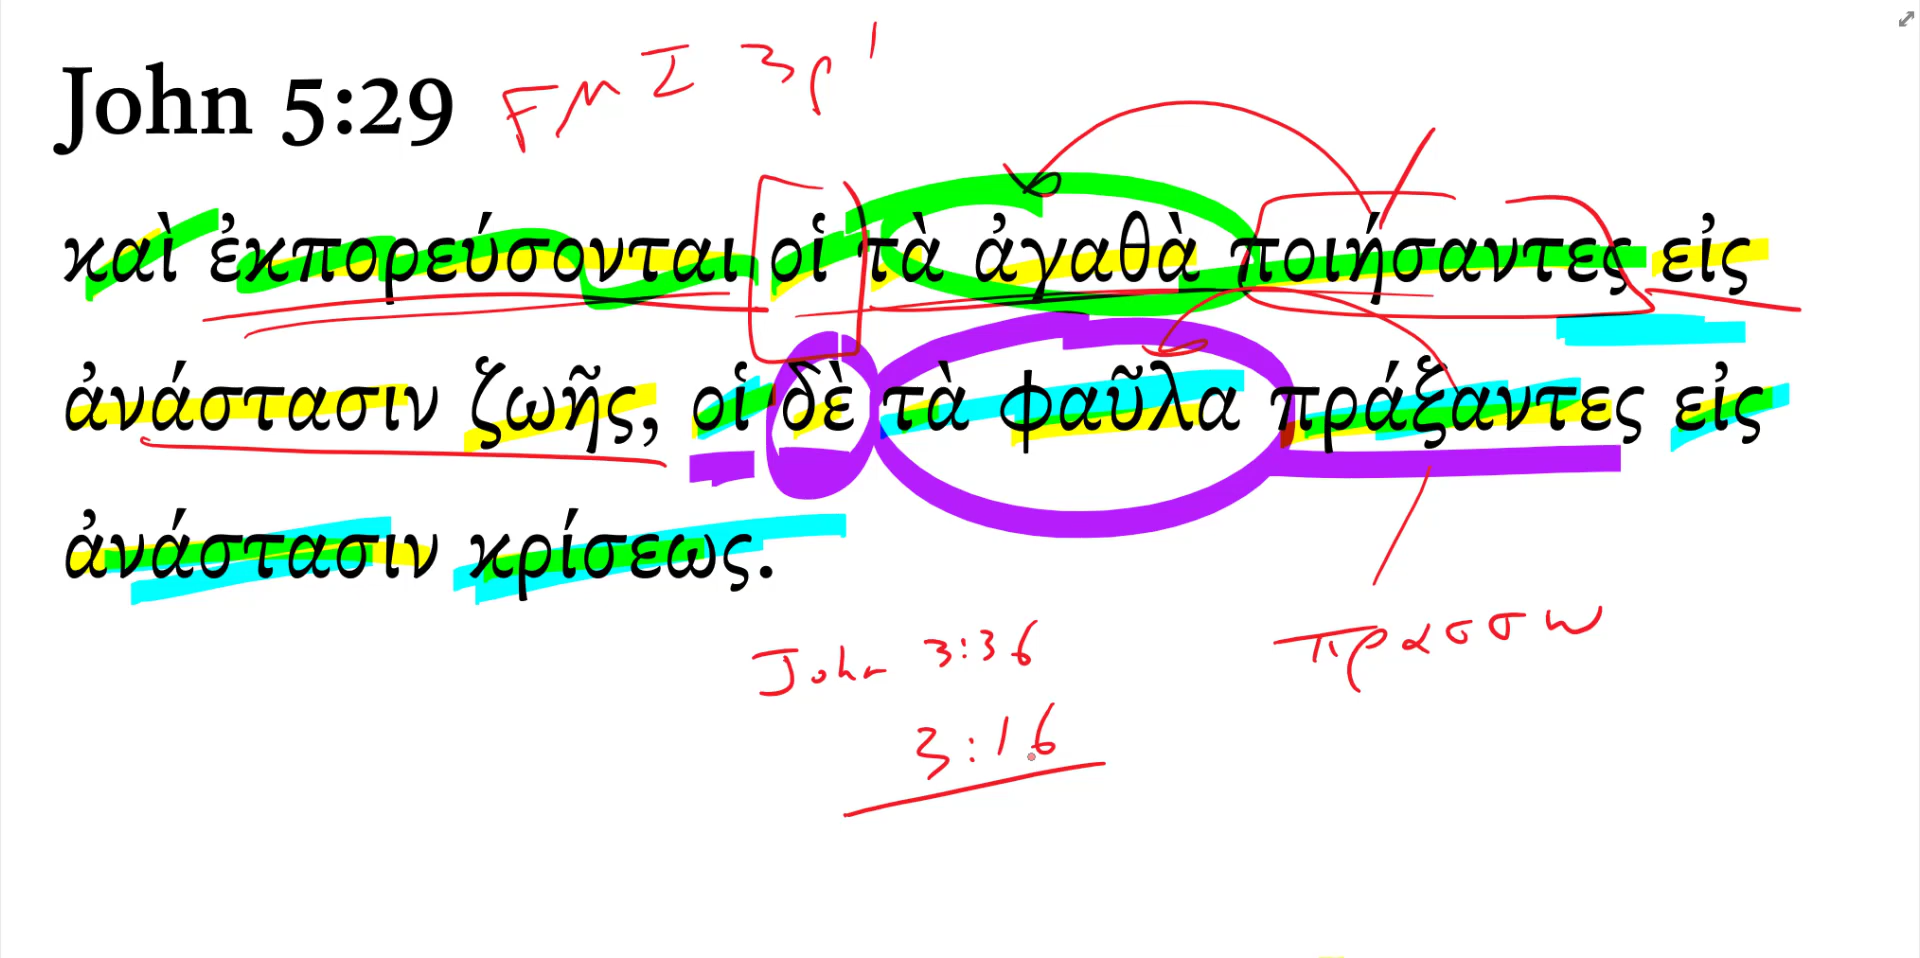 John 5:29 FMI 3p'
καὶ ἐκπορεύσονται οἱ τὰ ἀγαθὰ ποιήσαντες εἰς
ἀνάστασιν ζωῆς, οἱ δὲ τὰ φαῦλα πράξαντες εἰς
ἀνάστασιν κρίσεως.
John 3:36 πρασσω
3:16